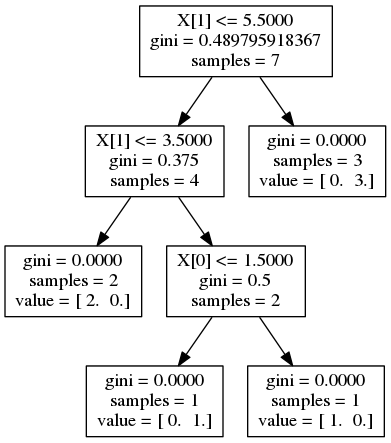 X[1] <= 5.5000
gini = 0.489795918367
samples = 7
X[1] <= 3.5000
gini = 0.375
samples = 4
gini = 0.0000
samples = 3
value = [ 0.  3.]
gini = 0.0000
samples = 2
value = [ 2.  0.]
X[0] <= 1.5000
gini = 0.5
samples = 2
gini = 0.0000
samples = 1
value = [ 0.  1.]
gini = 0.0000
samples = 1
value = [ 1.  0.]